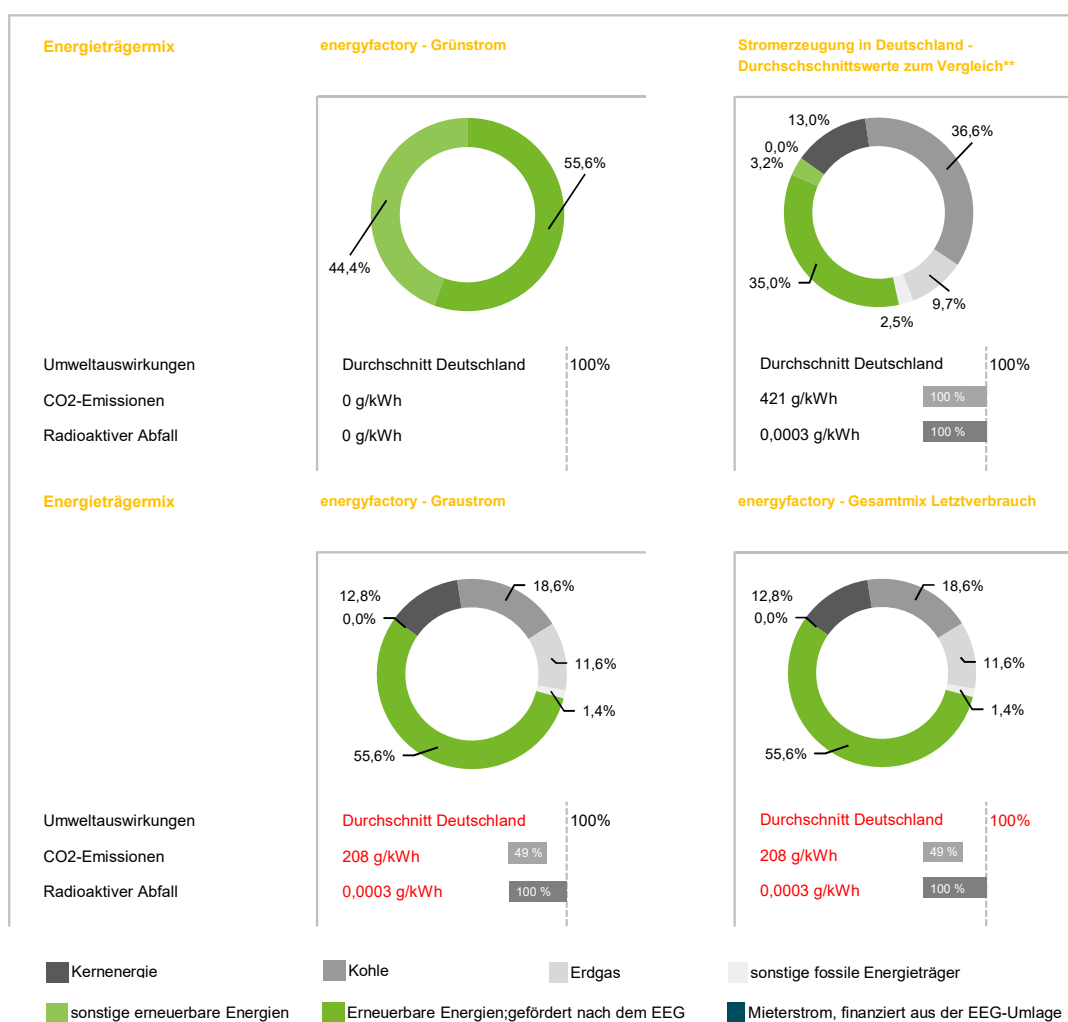 Energieträgermix
energyfactory - Grünstrom
Stromerzeugung in Deutschland -
Durchschschnittswerte zum Vergleich**
55,6%
44,4%
13,0%
0,0%
3,2%
36,6%
35,0%
9,7%
2,5%
Umweltauswirkungen
Durchschnitt Deutschland
100%
Durchschnitt Deutschland
100%
CO2-Emissionen
0 g/kWh
421 g/kWh
100 %
Radioaktiver Abfall
0 g/kWh
0,0003 g/kWh
100 %
Energieträgermix
energyfactory - Graustrom
energyfactory - Gesamtmix Letztverbrauch
12,8%
0,0%
18,6%
11,6%
1,4%
55,6%
12,8%
0,0%
18,6%
11,6%
1,4%
55,6%
Umweltauswirkungen
Durchschnitt Deutschland
100%
Durchschnitt Deutschland
100%
CO2-Emissionen
208 g/kWh
49 %
208 g/kWh
49 %
Radioaktiver Abfall
0,0003 g/kWh
100 %
0,0003 g/kWh
100 %
Kernenergie
Kohle
Erdgas
sonstige fossile Energieträger
sonstige erneuerbare Energien
Erneuerbare Energien;gefördert nach dem EEG
Mieterstrom, finanziert aus der EEG-Umlage